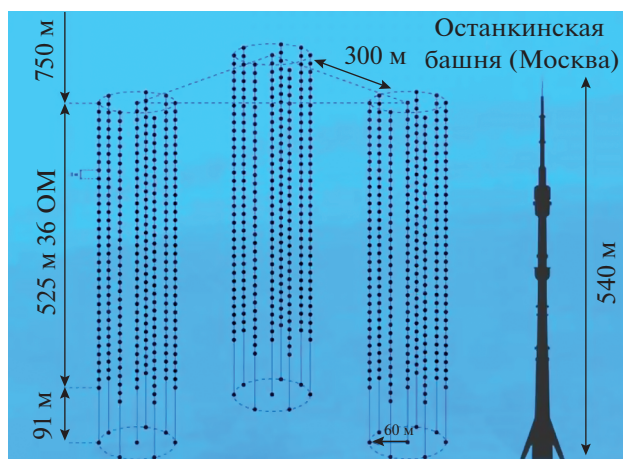 750 м
300 м
Останкинская
башня (Москва)
525 м 36 ОМ
540 м
91 м
60 м